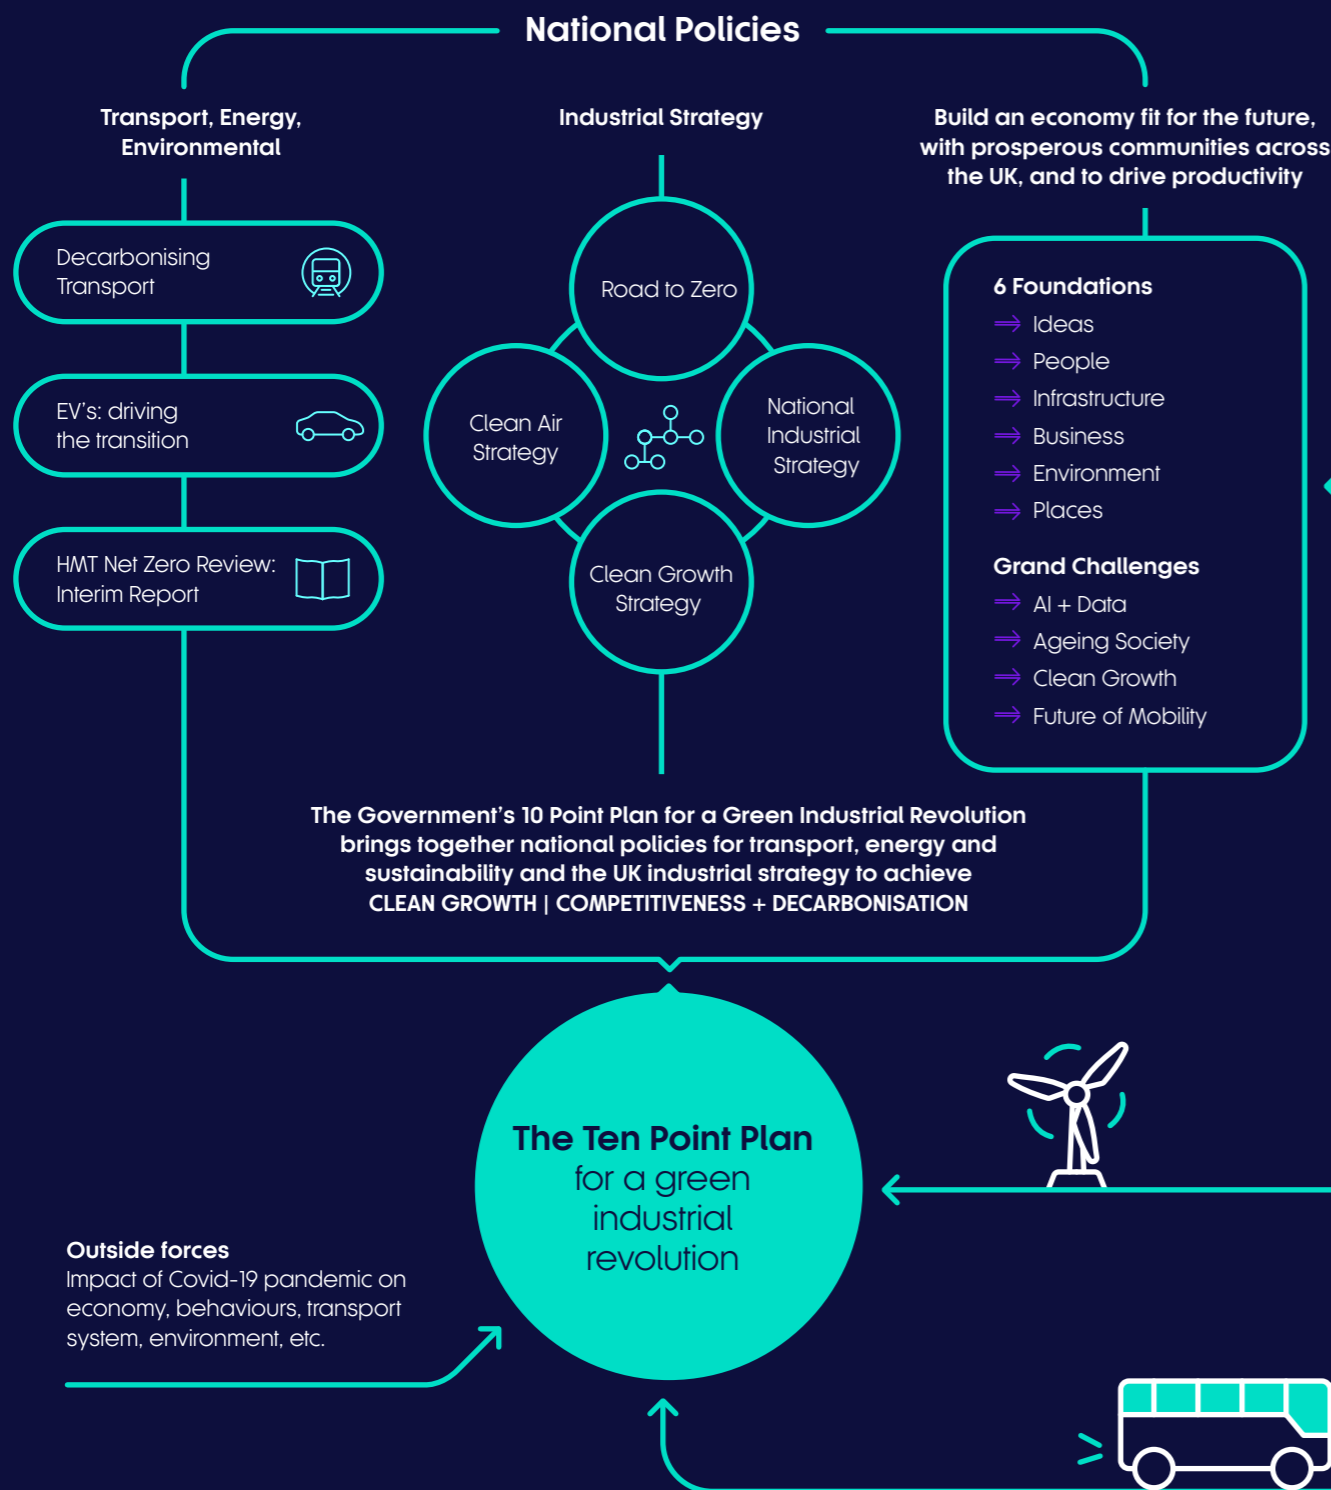 National Policies
Transport, Energy,
Environmental
Decarbonising
Transport
EV's: driving
the transition
HMT Net Zero Review:
Interim Report
Industrial Strategy
Road to Zero
Clean Air
Strategy
National
Industrial
Strategy
Clean Growth
Strategy
Build an economy fit for the future,
with prosperous communities across
the UK, and to drive productivity
6 Foundations
Ideas
People
Infrastructure
Business
Environment
Places
Grand Challenges
AI + Data
Ageing Society
Clean Growth
Future of Mobility
The Government's 10 Point Plan for a Green Industrial Revolution
brings together national policies for transport, energy and
sustainability and the UK industrial strategy to achieve
CLEAN GROWTH | COMPETITIVENESS + DECARBONISATION
The Ten Point Plan
for a green
industrial
revolution
Outside forces
Impact of Covid-19 pandemic on
economy, behaviours, transport
system, environment, etc.